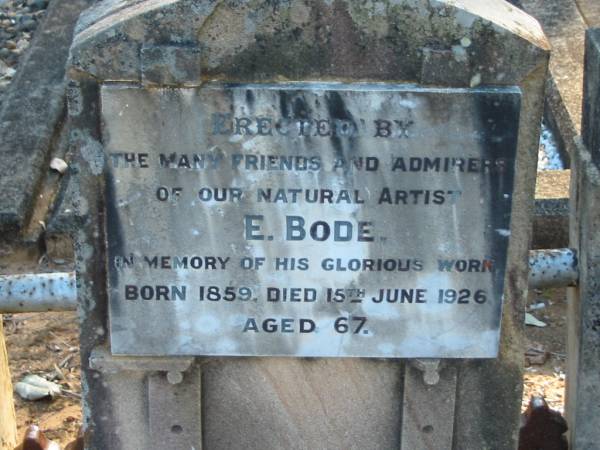 ERECTED BY
THE MANY FRIENDS AND ADMIRERS
OF OUR NATURAL ARTIST
E. BODE.
IN MEMORY OF HIS GLORIOUS WORK
BORN 1859. DIED 15TH JUNE 1926
AGED 67.